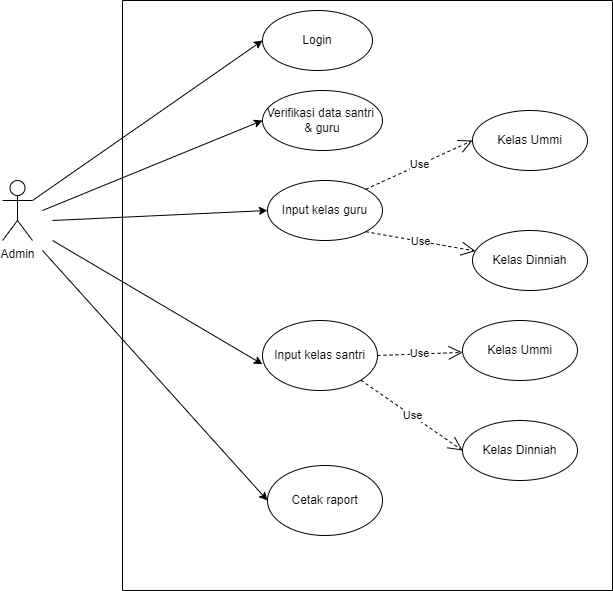 Login
Verifikasi data santri
& guru
Use
Kelas Ummi
Input kelas guru
Use
Kelas Dinniah
Admin
Input kelas santri
Use
Kelas Ummi
Use
Kelas Dinniah
Cetak raport